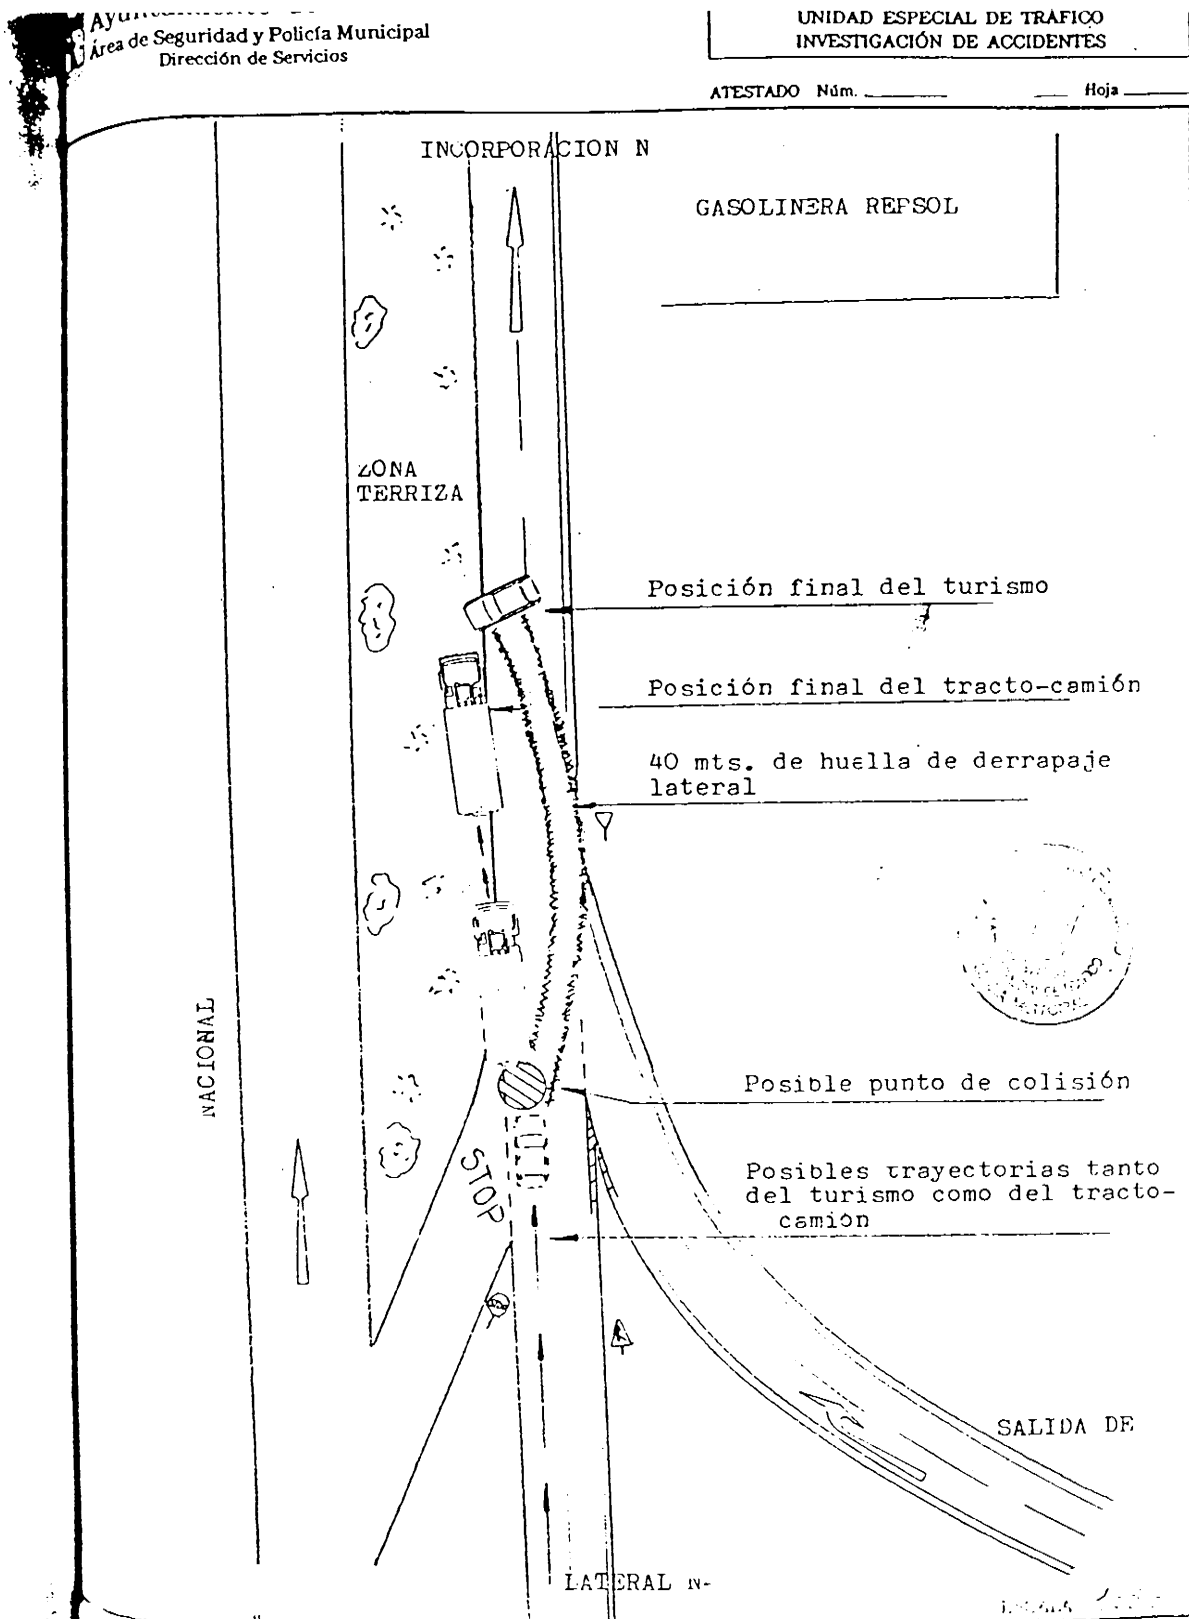 Área de Seguridad y Policía Municipal
Dirección de Servicios
UNIDAD ESPECIAL DE TRAFICO
INVESTIGACIÓN DE ACCIDENTES
ATESTADO Núm. Hoja
INCORPORACION N
GASOLINERA REPSOL
ZONA
TERRIZA
Posición final del turismo
Posición final del tracto-camión
40 mts. de huella de derrapaje
lateral
NACIONAL
Posible punto de colisión
STOP
Posibles trayectorias tanto
del turismo como del tracto-
camión
SALIDA DE
LATERAL N-